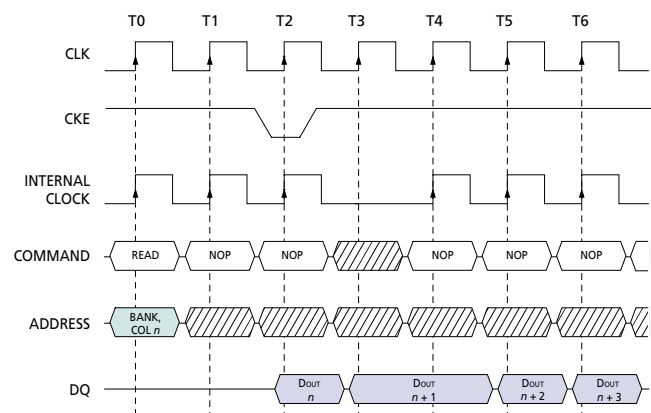 T0 T1 T2 T3 T4 T5 T6
CLK
CKE
INTERNAL
CLOCK
COMMAND READ NOP NOP NOP NOP NOP
ADDRESS BANK,
COL n
DQ DOUT DOUT DOUT DOUT
n n + 1 n + 2 n + 3